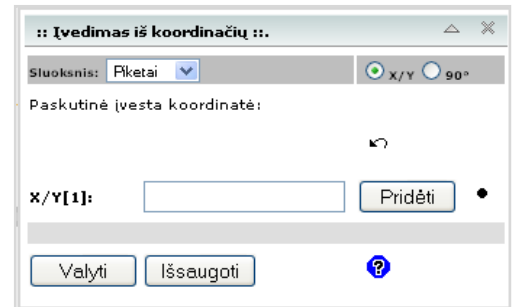 :: Įvedimas iš koordinačių ::.
Sluoksnis: Piketai X/Y 90°
Paskutinė įvesta koordinatė:
X/Y[1]: Pridėti
Valyti Išsaugoti ?